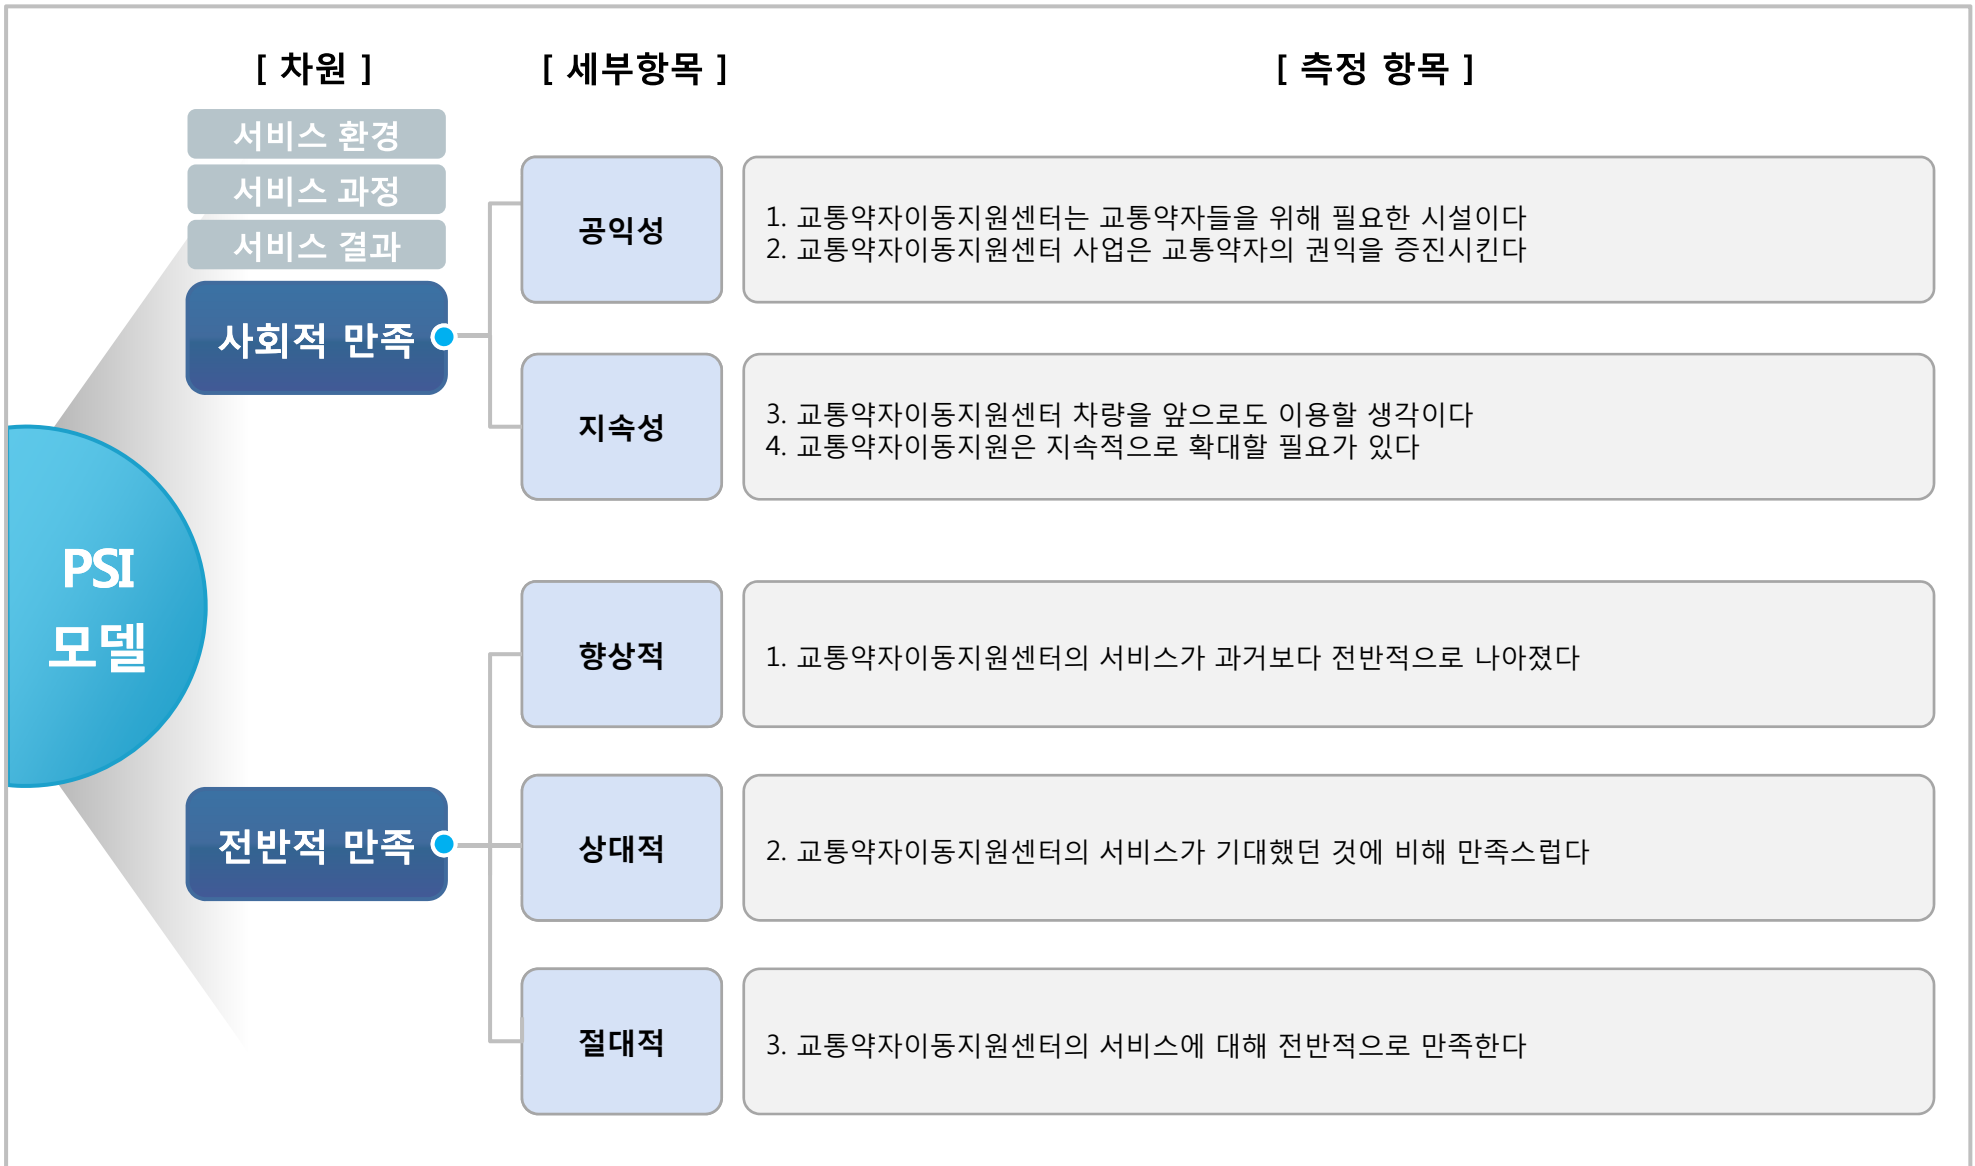 [ 차원 ]
[ 세부항목 ]
[ 측정 항목 ]
서비스 환경
서비스 과정
서비스 결과
사회적 만족
공익성
1. 교통약자이동지원센터는 교통약자들을 위해 필요한 시설이다
2. 교통약자이동지원센터 사업은 교통약자의 권익을 증진시킨다
지속성
3. 교통약자이동지원센터 차량을 앞으로도 이용할 생각이다
4. 교통약자이동지원은 지속적으로 확대할 필요가 있다
PSI
모델
전반적 만족
향상적
1. 교통약자이동지원센터의 서비스가 과거보다 전반적으로 나아졌다
상대적
2. 교통약자이동지원센터의 서비스가 기대했던 것에 비해 만족스럽다
절대적
3. 교통약자이동지원센터의 서비스에 대해 전반적으로 만족한다